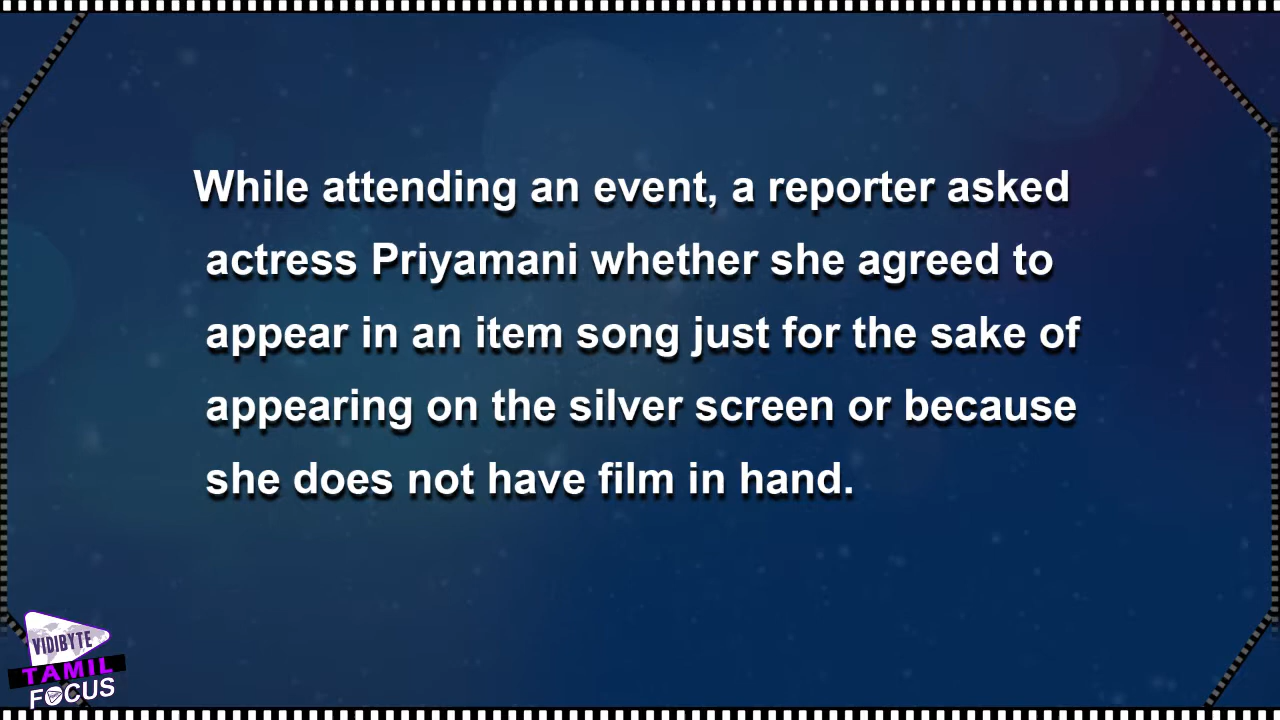 While attending an event, a reporter asked
actress Priyamani whether she agreed to
appear in an item song just for the sake of
appearing on the silver screen or because
she does not have film in hand.
VIDIBYTE
TAMIL
FOCUS